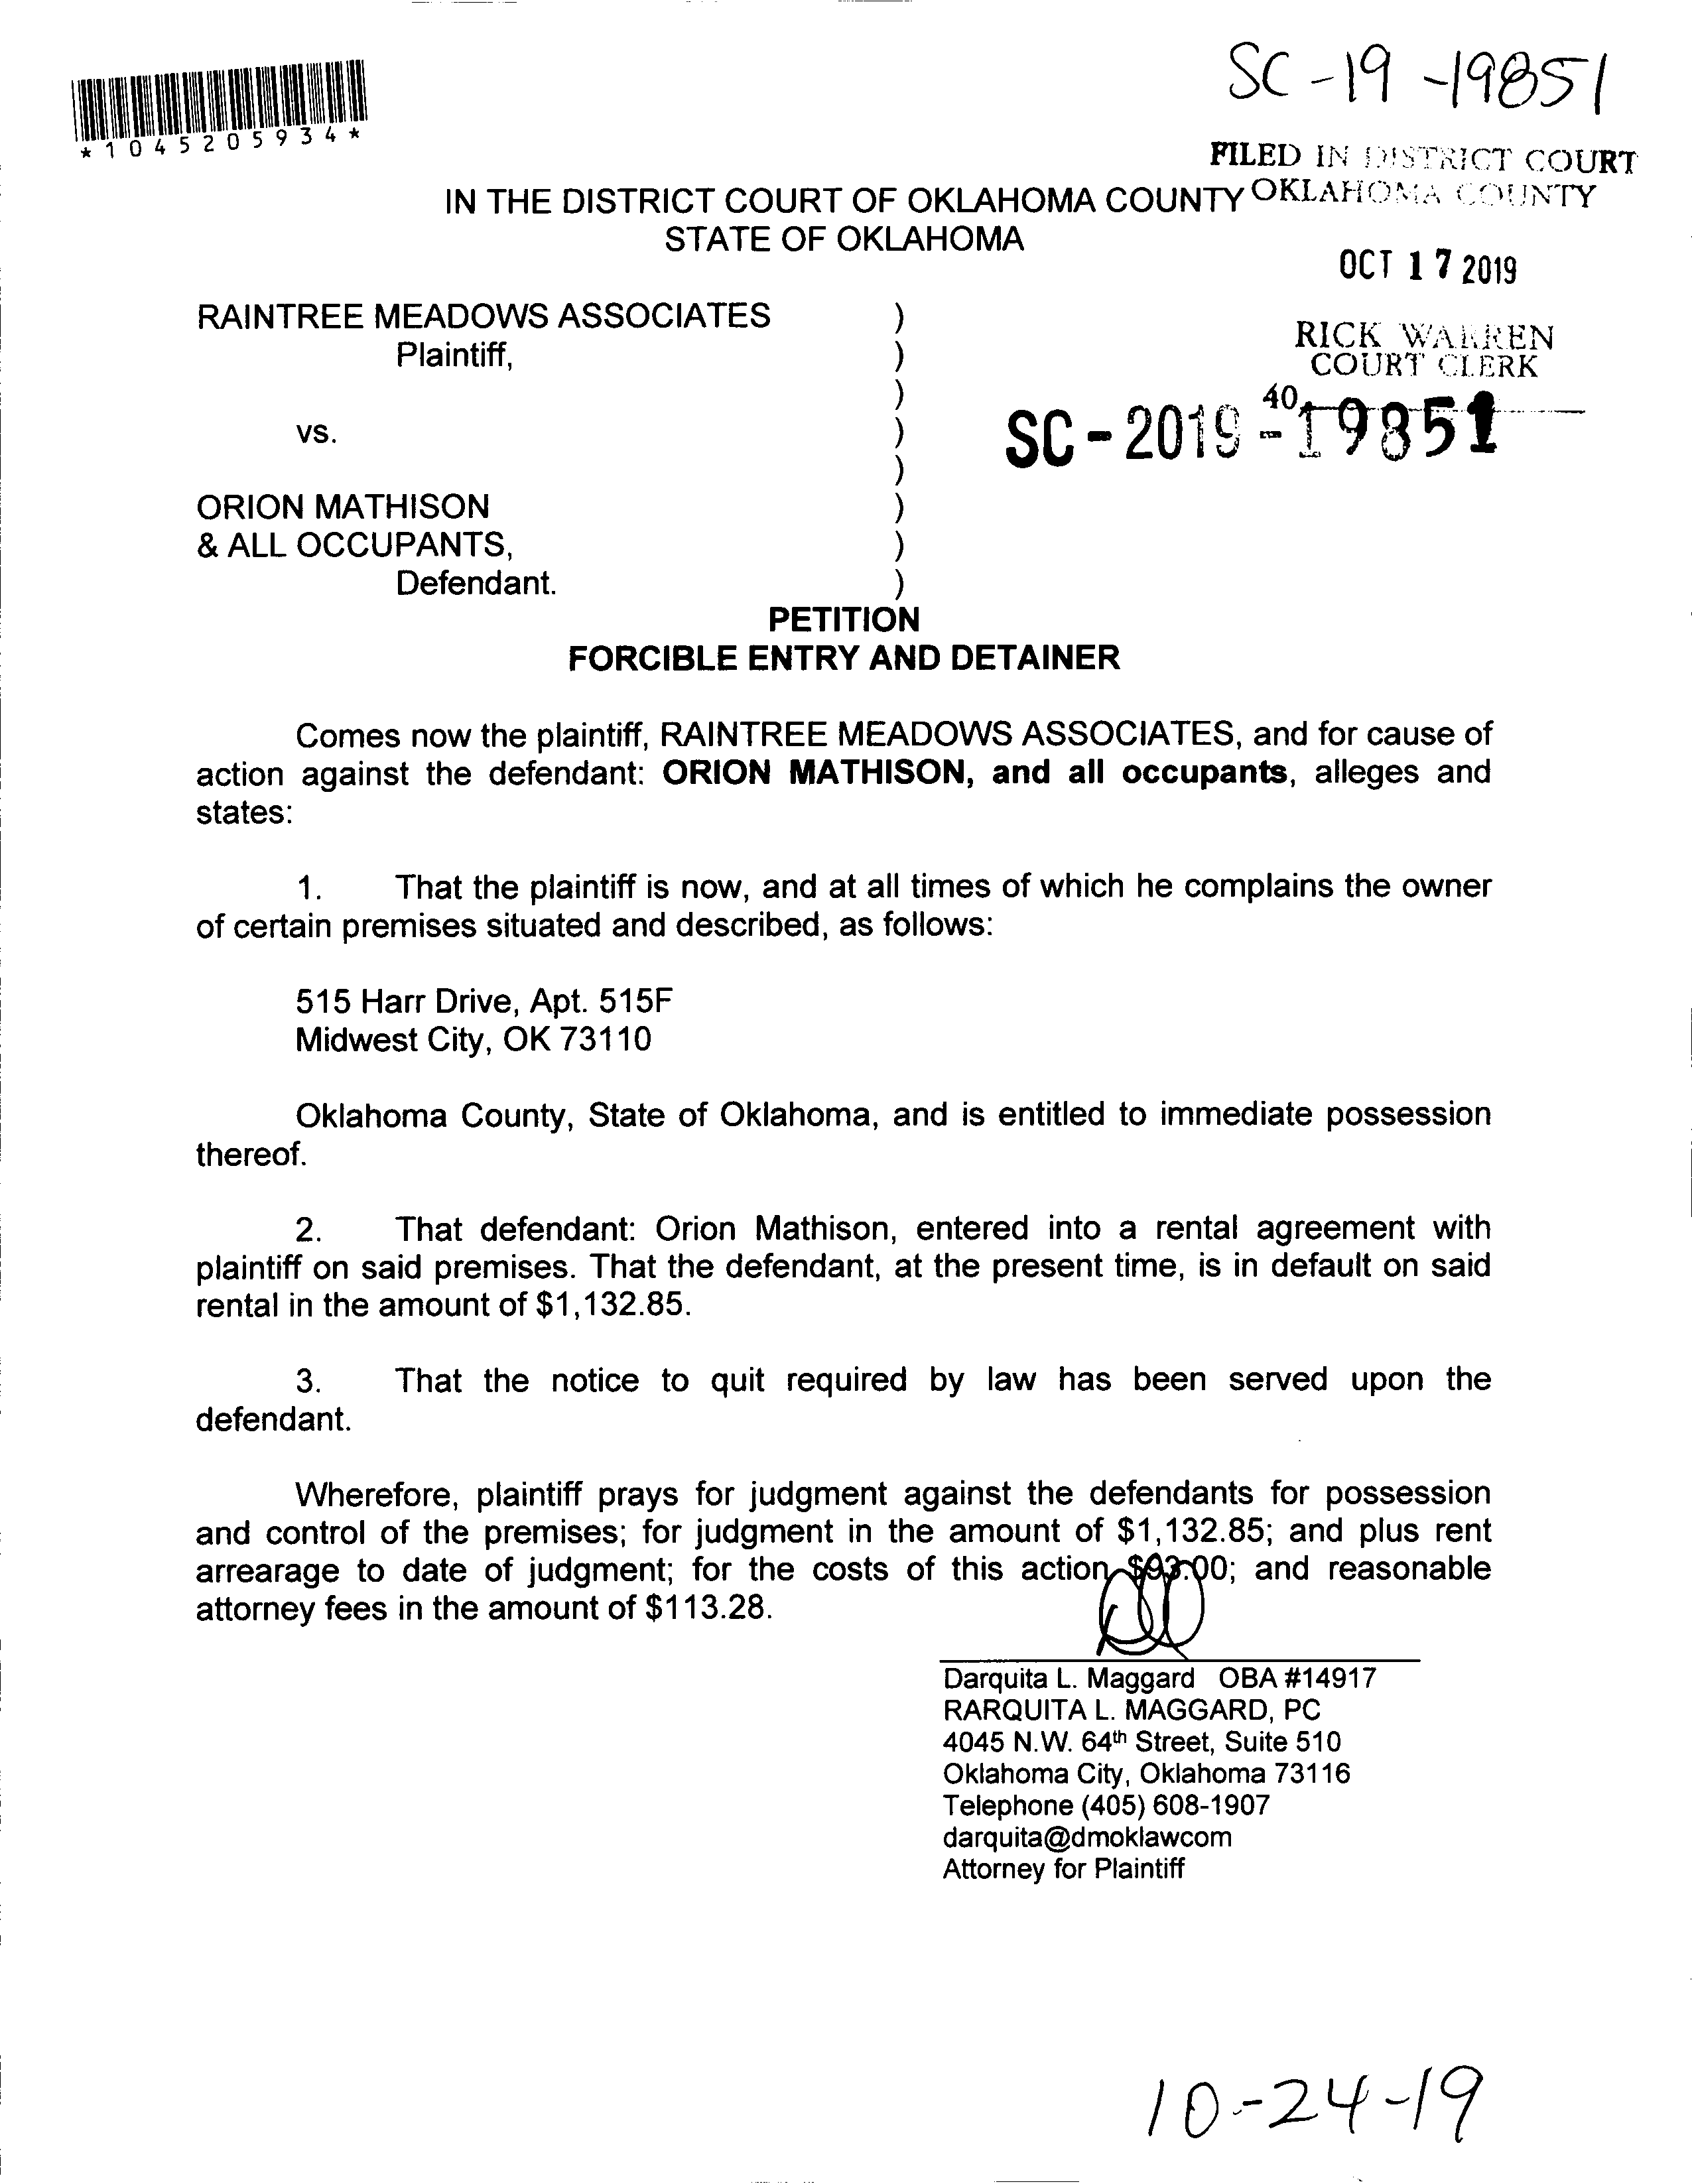 SC-19-19851
*1045205934*
FILED IN DISTRICT COURT
OKLAHOMA COUNTY
IN THE DISTRICT COURT OF OKLAHOMA COUNTY
STATE OF OKLAHOMA
OCT 17 2019
RICK WARREN
COURT CLERK
40
SC-2019-19851
RAINTREE MEADOWS ASSOCIATES )
Plaintiff, )
)
vs. )
)
ORION MATHISON )
& ALL OCCUPANTS, )
Defendant. )
PETITION
FORCIBLE ENTRY AND DETAINER
Comes now the plaintiff, RAINTREE MEADOWS ASSOCIATES, and for cause of
action against the defendant: ORION MATHISON, and all occupants, alleges and
states:
1. That the plaintiff is now, and at all times of which he complains the owner
of certain premises situated and described, as follows:
515 Harr Drive, Apt. 515F
Midwest City, OK 73110
Oklahoma County, State of Oklahoma, and is entitled to immediate possession
thereof.
2. That defendant: Orion Mathison, entered into a rental agreement with
plaintiff on said premises. That the defendant, at the present time, is in default on said
rental in the amount of $1,132.85.
3. That the notice to quit required by law has been served upon the
defendant.
Wherefore, plaintiff prays for judgment against the defendants for possession
and control of the premises; for judgment in the amount of $1,132.85; and plus rent
arrearage to date of judgment; for the costs of this action $93.00; and reasonable
attorney fees in the amount of $113.28.
Darquita L. Maggard OBA #14917
RARQUITA L. MAGGARD, PC
4045 N.W. 64th Street, Suite 510
Oklahoma City, Oklahoma 73116
Telephone (405) 608-1907
darquita@dmoklawcom
Attorney for Plaintiff
10-24-19